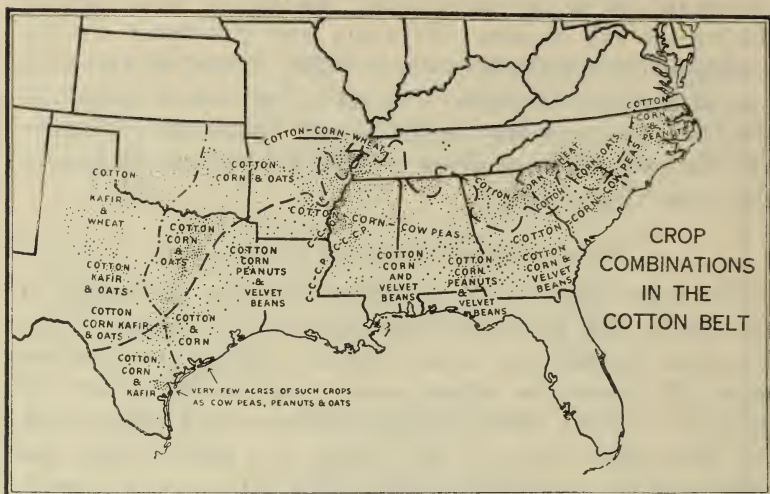 CROP
COMBINATIONS
IN THE
COTTON BELT
COTTON-CORN-WHEAT
COTTON
CORN & OATS
COTTON
KAFIR
&
WHEAT
COTTON
CORN
&
OATS
COTTON
KAFIR
& OATS
COTTON
CORN KAFIR
& OATS
COTTON
CORN
&
KAFIR
COTTON
&
CORN
COTTON
CORN
PEANUTS
&
VELVET
BEANS
COTTON
CORN - COW PEAS
C-C-C.P.
C-C-C.P.
C-C-C.P.
COTTON
CORN
AND
VELVET
BEANS
COTTON
CORN
PEANUTS
&
VELVET
BEANS
COTTON
CORN &
VELVET
BEANS
COTTON-CORN-COW PEAS
COTTON-CORN-WHEAT
COTTON-CORN-OATS
COTTON
CORN
&
PEANUTS
VERY FEW ACRES OF SUCH CROPS
AS COW PEAS, PEANUTS & OATS